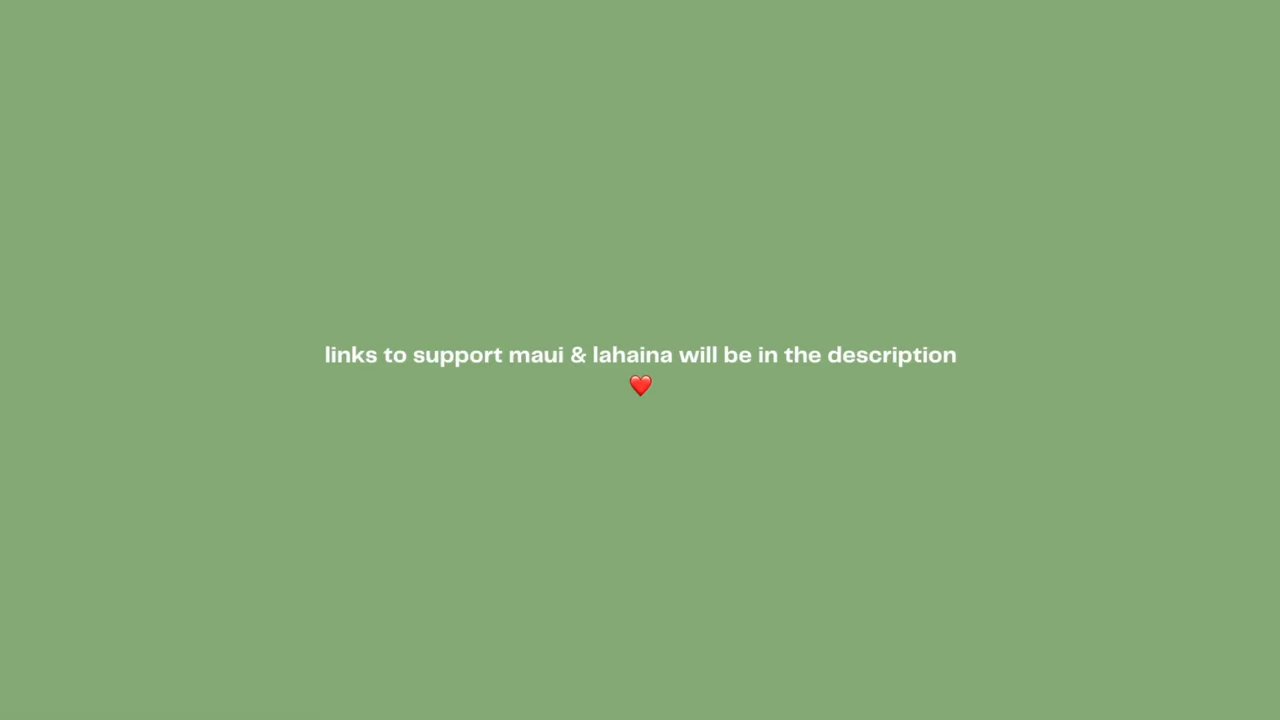 links to support maui & lahaina will be in the description
❤️